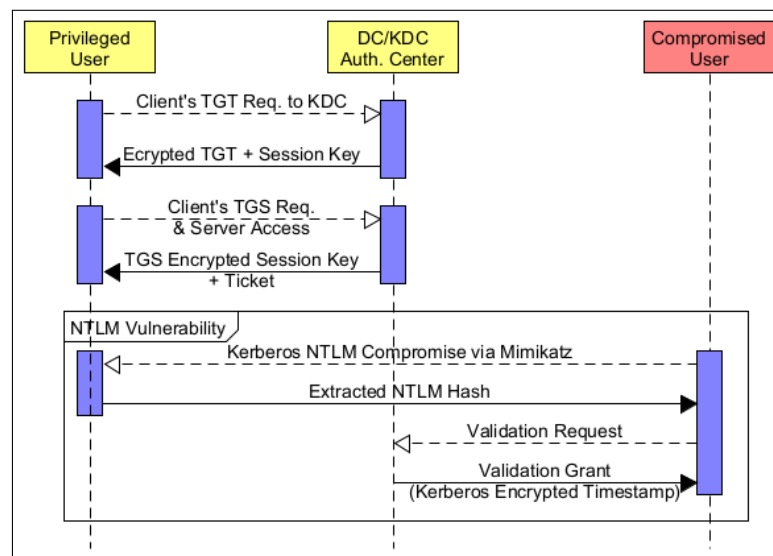 Privileged
User
DC/KDC
Auth. Center
Compromised
User
Client's TGT Req. to KDC
Ecrypted TGT + Session Key
Client's TGS Req.
& Server Access
TGS Encrypted Session Key
+ Ticket
NTLM Vulnerability
Kerberos NTLM Compromise via Mimikatz
Extracted NTLM Hash
Validation Request
Validation Grant
(Kerberos Encrypted Timestamp)